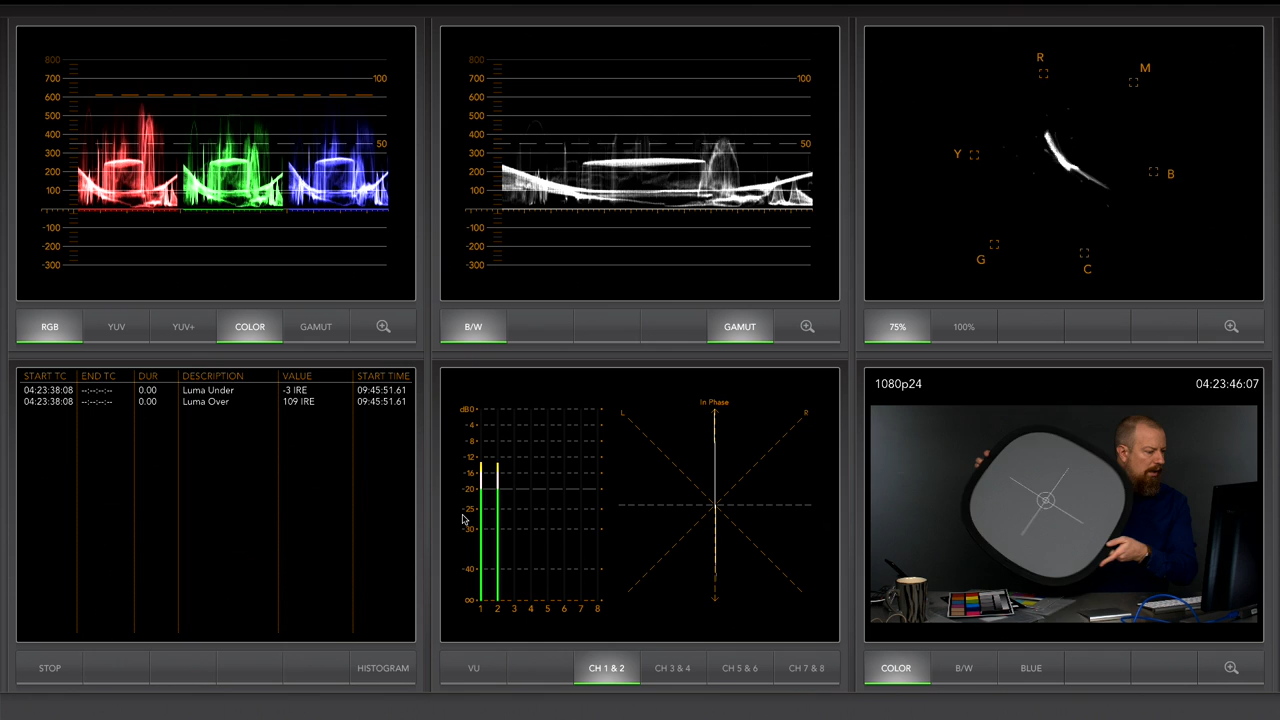 800
700
600
500
400
300
200
100
-100
-200
-300
100
50
RGB YUV YUV+ COLOR GAMUT
800
700
600
500
400
300
200
100
-100
-200
-300
100
50
B/W GAMUT
R
M
Y
B
G
C
75% 100%
START TC END TC DUR DESCRIPTION VALUE START TIME
04:23:38:08 --:--:--:-- 0.00 Luma Under -3 IRE 09:45:51.61
04:23:38:08 --:--:--:-- 0.00 Luma Over 109 IRE 09:45:51.61
STOP HISTOGRAM
dB0
-4
-8
-12
-16
-20
-25
-30
-40
∞
1 2 3 4 5 6 7 8
In Phase
L R
VU CH 1 & 2 CH 3 & 4 CH 5 & 6 CH 7 & 8
1080p24 04:23:46:07
COLOR B/W BLUE